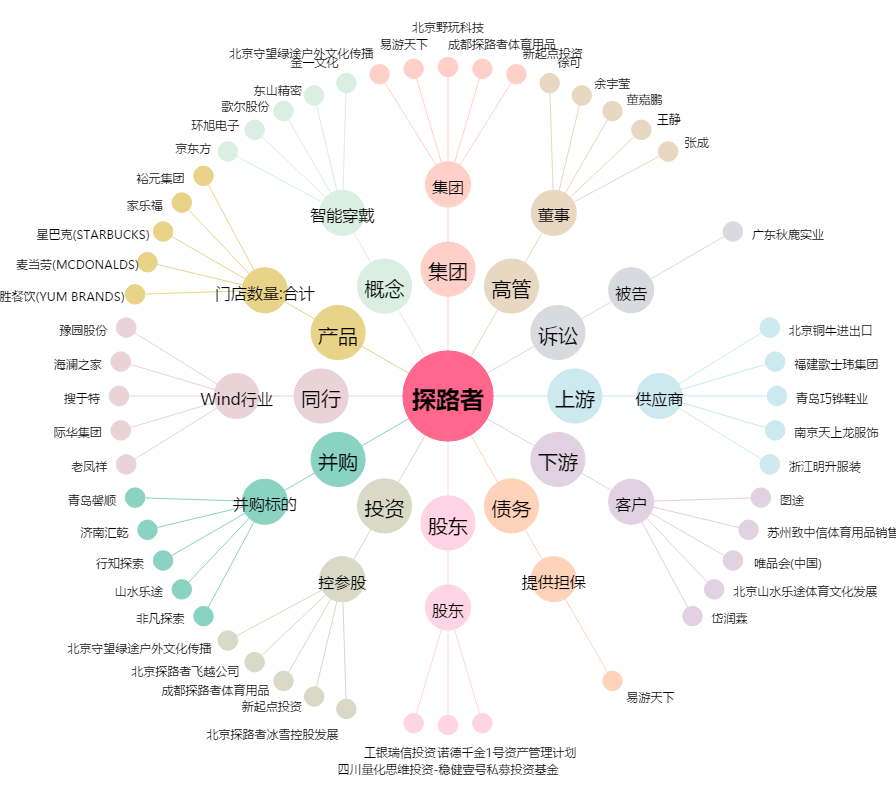 北京野玩科技
易游天下
成都探路者体育用品
北京守望绿途户外文化传播
新起点投资
金一文化
徐可
东山精密
余宇莹
歌尔股份
董嘉鹏
环旭电子
王静
京东方
张成
裕元集团
集团
家乐福
智能穿戴
董事
星巴克(STARBUCKS)
广东秋鹿实业
麦当劳(MCDONALDS)
集团
概念
高管
门店数量:合计
被告
胜餐饮(YUM BRANDS)
豫园股份
产品
诉讼
北京铜牛进出口
海澜之家
福建歌士玮集团
搜于特
Wind行业
同行
探路者
上游
供应商
青岛巧铧鞋业
际华集团
南京天上龙服饰
老凤祥
并购
下游
浙江明升服装
青岛馨顺
并购标的
投资
股东
债务
客户
图途
济南汇乾
苏州致中信体育用品销售
行知探索
唯品会(中国)
控参股
提供担保
山水乐途
北京山水乐途体育文化发展
非凡探索
股东
岱润霖
北京守望绿途户外文化传播
北京探路者飞越公司
成都探路者体育用品
易游天下
新起点投资
北京探路者冰雪控股发展
工银瑞信投资
诺德千金1号资产管理计划
四川量化思维投资-稳健壹号私募投资基金